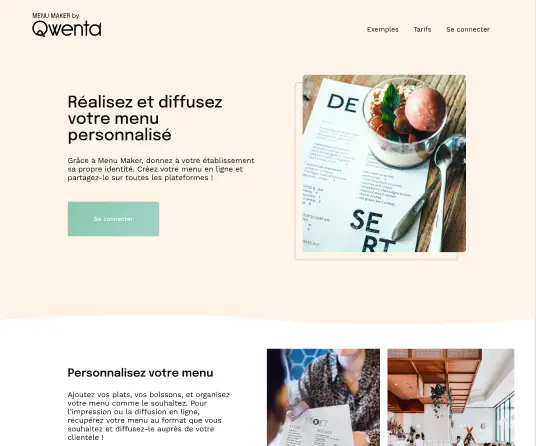 MENU MAKER by
Qwenta
Exemples
Tarifs
Se connecter
Réalisez et diffusez
votre menu
personnalisé
Grâce à Menu Maker, donnez à votre établissement
sa propre identité. Créez votre menu en ligne et
partagez-le sur toutes les plateformes !
Se connecter
DE
SE
RT
Personnalisez votre menu
Ajoutez vos plats, vos boissons, et organisez
votre menu comme le souhaitez. Pour
l'impression ou la diffusion en ligne,
récupérez votre menu au format que vous
souhaitez et diffusez-le auprès de votre
clientèle !